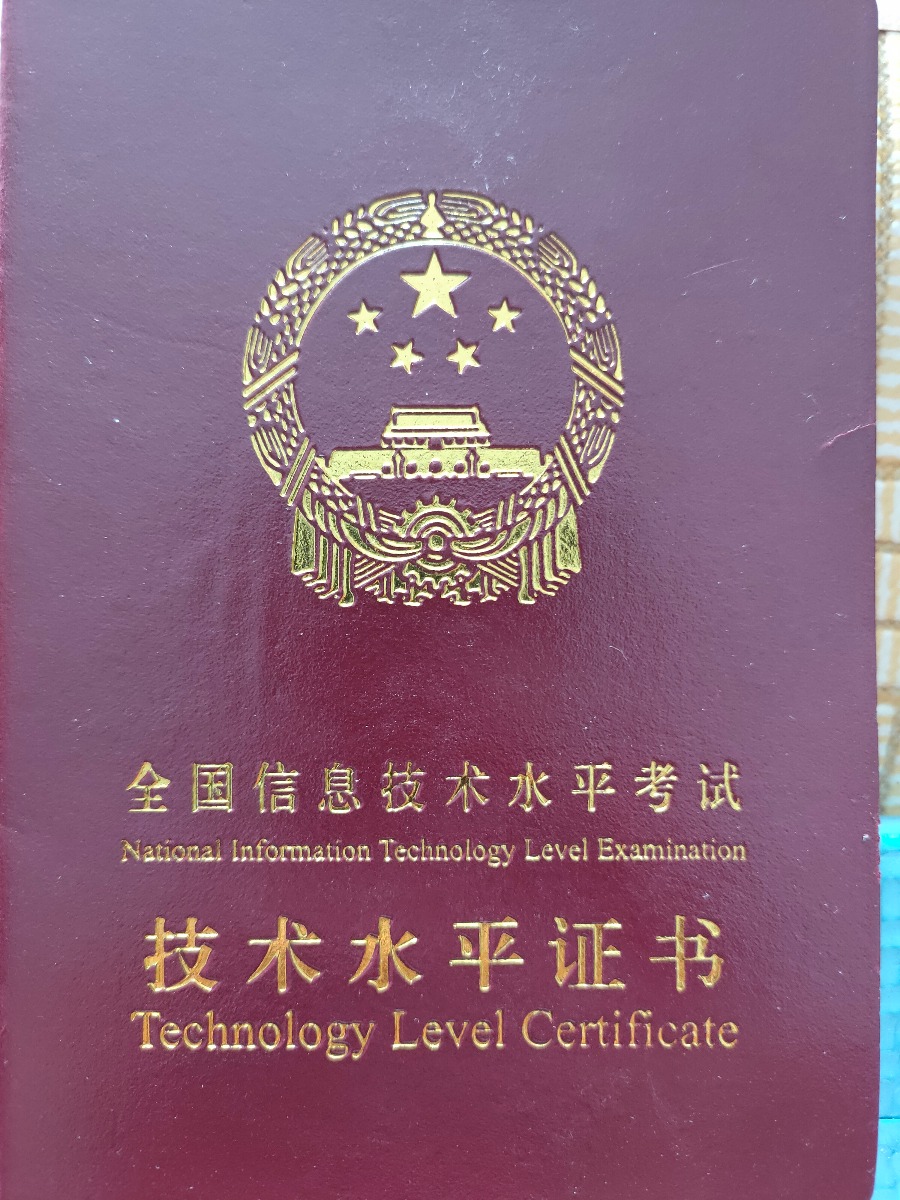 全国信息技术水平考试
National Information Technology Level Examination
技术水平证书
Technology Level Certificate